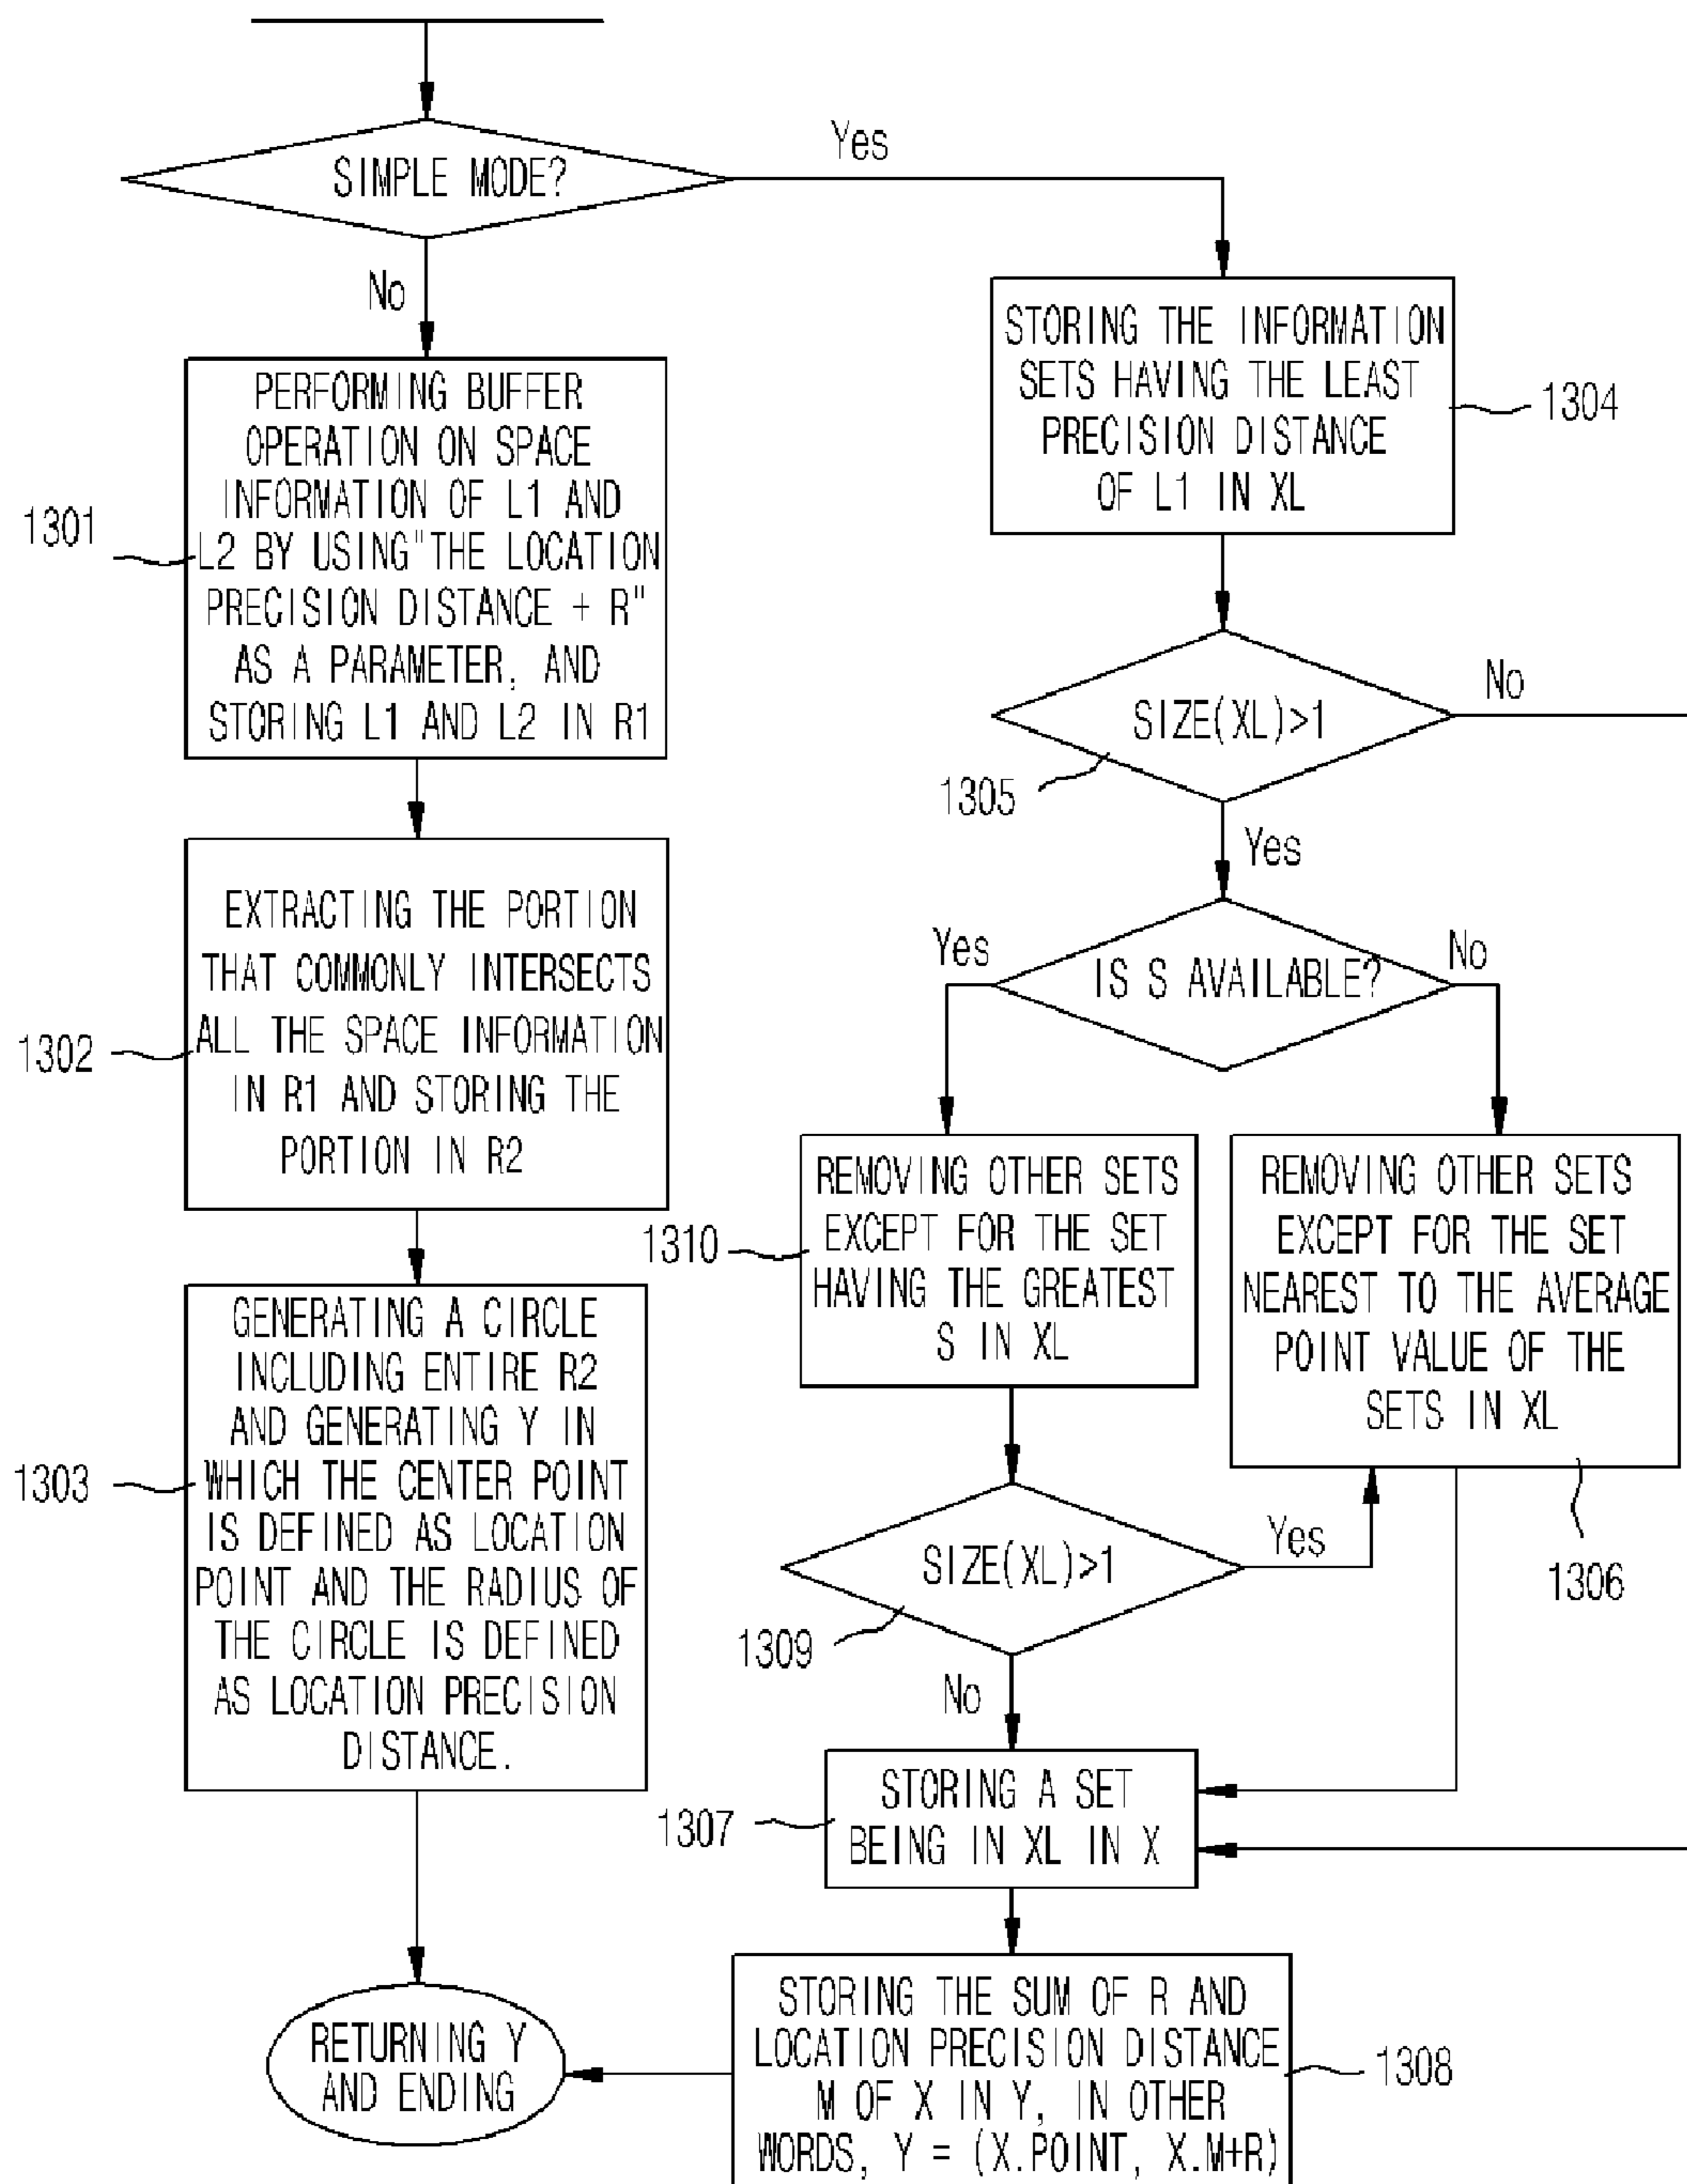 SIMPLE MODE?
Yes
No
1301
PERFORMING BUFFER
OPERATION ON SPACE
INFORMATION OF L1 AND
L2 BY USING"THE LOCATION
PRECISION DISTANCE + R"
AS A PARAMETER, AND
STORING L1 AND L2 IN R1
1302
EXTRACTING THE PORTION
THAT COMMONLY INTERSECTS
ALL THE SPACE INFORMATION
IN R1 AND STORING THE
PORTION IN R2
1303
GENERATING A CIRCLE
INCLUDING ENTIRE R2
AND GENERATING Y IN
WHICH THE CENTER POINT
IS DEFINED AS LOCATION
POINT AND THE RADIUS OF
THE CIRCLE IS DEFINED
AS LOCATION PRECISION
DISTANCE.
STORING THE INFORMATION
SETS HAVING THE LEAST
PRECISION DISTANCE
OF L1 IN XL
1304
SIZE(XL)>1
1305
No
Yes
IS S AVAILABLE?
Yes
No
1310
REMOVING OTHER SETS
EXCEPT FOR THE SET
HAVING THE GREATEST
S IN XL
REMOVING OTHER SETS
EXCEPT FOR THE SET
NEAREST TO THE AVERAGE
POINT VALUE OF THE
SETS IN XL
1306
SIZE(XL)>1
1309
Yes
No
1307
STORING A SET
BEING IN XL IN X
STORING THE SUM OF R AND
LOCATION PRECISION DISTANCE
M OF X IN Y, IN OTHER
WORDS, Y = (X.POINT, X.M+R)
1308
RETURNING Y
AND ENDING